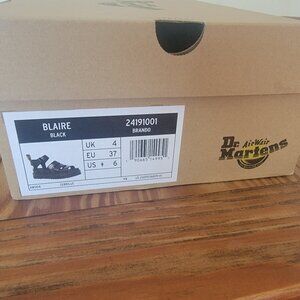 BLAIRE
BLACK
24191001
BRANDO
UK 4
EU 37
US 6
Dr. AirWair
Martens